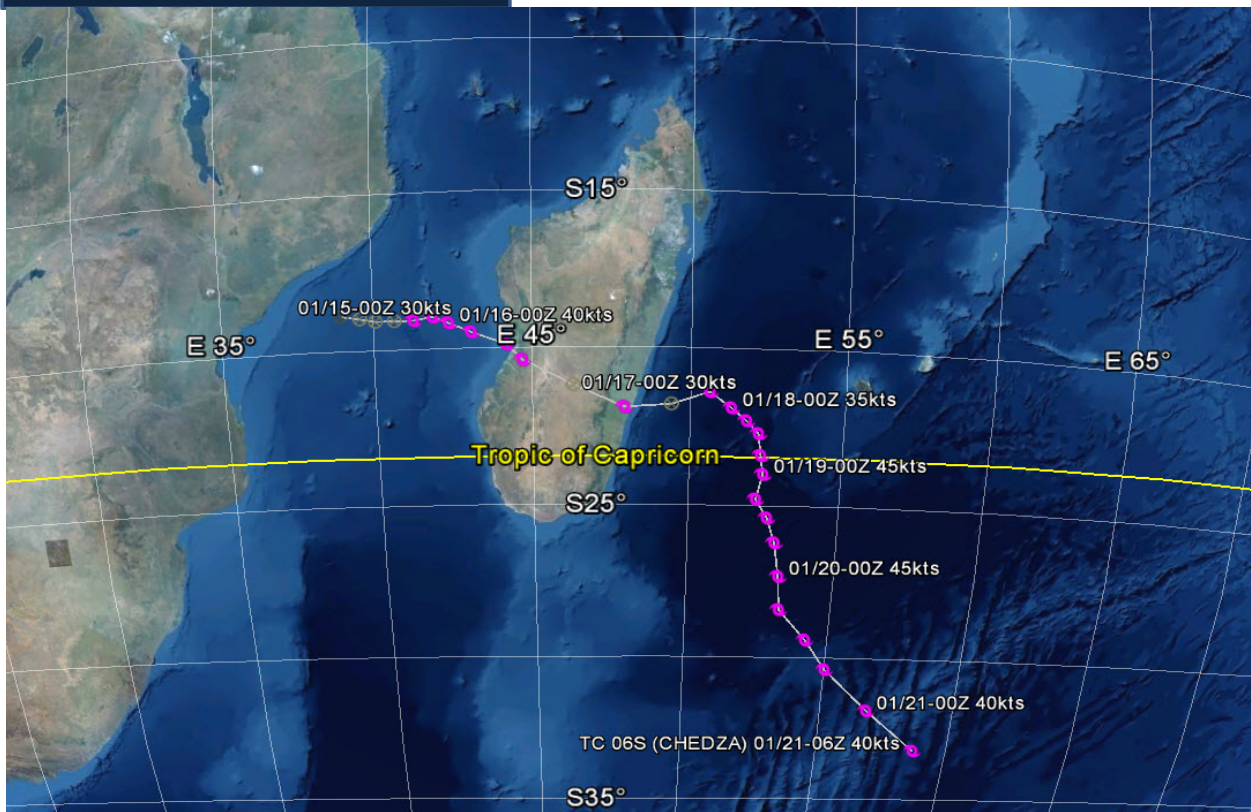 S15°
01/15-00Z 30kts
01/16-00Z 40kts
E 35°
E 45°
E 55°
E 65°
01/17-00Z 30kts
01/18-00Z 35kts
Tropic of Capricorn
01/19-00Z 45kts
S25°
01/20-00Z 45kts
01/21-00Z 40kts
TC 06S (CHEDZA) 01/21-06Z 40kts
S35°